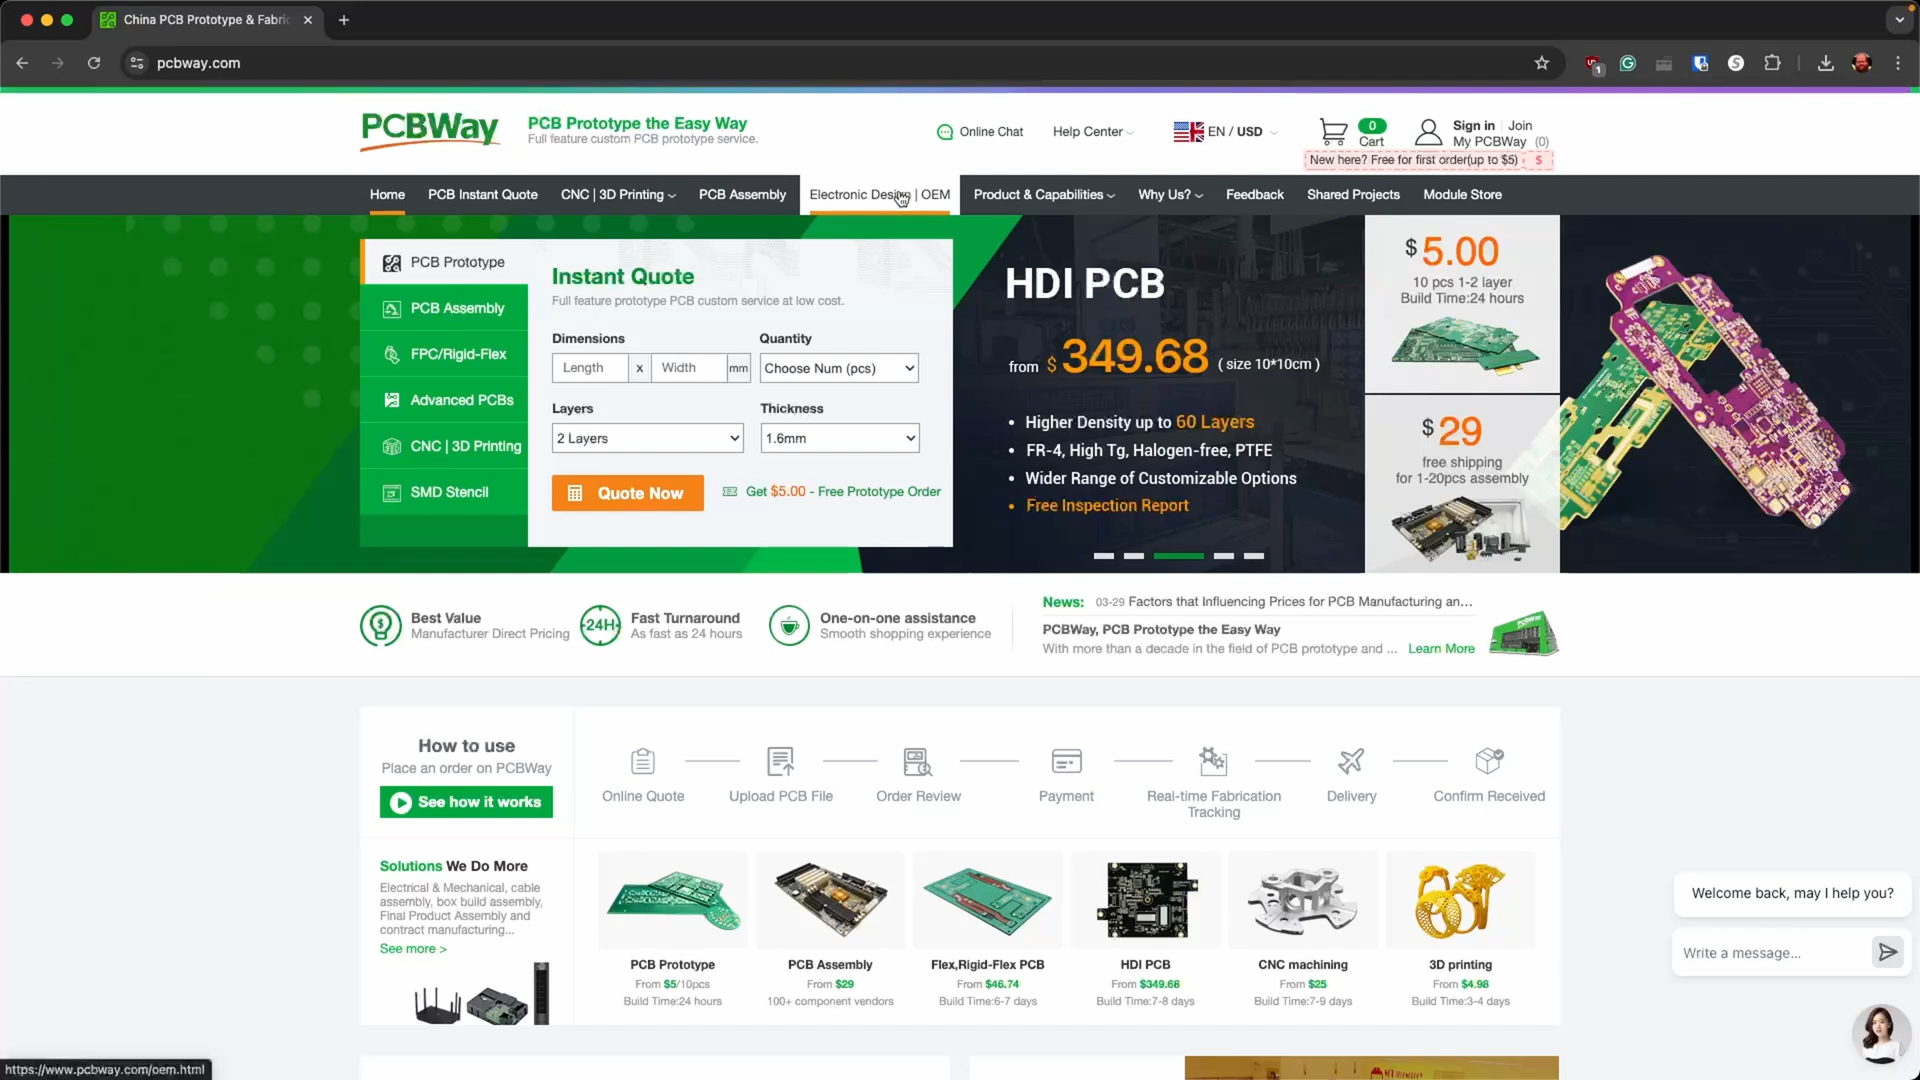 China PCB Prototype & Fabric
pcbway.com
1
PCBWay
PCB Prototype the Easy Way
Full feature custom PCB prototype service.
Online Chat
Help Center
EN / USD
0
Cart
Sign in | Join
My PCBWay (0)
New here? Free for first order(up to $5)
$
Home
PCB Instant Quote
CNC | 3D Printing
PCB Assembly
Electronic Design | OEM
Product & Capabilities
Why Us?
Feedback
Shared Projects
Module Store
PCB Prototype
PCB Assembly
FPC/Rigid-Flex
Advanced PCBs
CNC | 3D Printing
SMD Stencil
Instant Quote
Full feature prototype PCB custom service at low cost.
Dimensions
Quantity
Length x Width mm
Choose Num (pcs)
Layers
Thickness
2 Layers
1.6mm
Quote Now
Get $5.00 - Free Prototype Order
HDI PCB
from $ 349.68 ( size 10*10cm )
• Higher Density up to 60 Layers
• FR-4, High Tg, Halogen-free, PTFE
• Wider Range of Customizable Options
• Free Inspection Report
$ 5.00
10 pcs 1-2 layer
Build Time:24 hours
$ 29
free shipping
for 1-20pcs assembly
Best Value
Manufacturer Direct Pricing
24H
Fast Turnaround
As fast as 24 hours
One-on-one assistance
Smooth shopping experience
News: 03-29 Factors that Influencing Prices for PCB Manufacturing an...
PCBWay, PCB Prototype the Easy Way
With more than a decade in the field of PCB prototype and ... Learn More
How to use
Place an order on PCBWay
See how it works
Online Quote
Upload PCB File
Order Review
Payment
Real-time Fabrication
Tracking
Delivery
Confirm Received
Solutions We Do More
Electrical & Mechanical, cable
assembly, box build assembly,
Final Product Assembly and
contract manufacturing...
See more >
PCB Prototype
From $5/10pcs
Build Time:24 hours
PCB Assembly
From $29
100+ component vendors
Flex,Rigid-Flex PCB
From $46.74
Build Time:6-7 days
HDI PCB
From $349.68
Build Time:7-8 days
CNC machining
From $25
Build Time:7-9 days
3D printing
From $4.98
Build Time:3-4 days
Welcome back, may I help you?
Write a message...
https://www.pcbway.com/oem.html